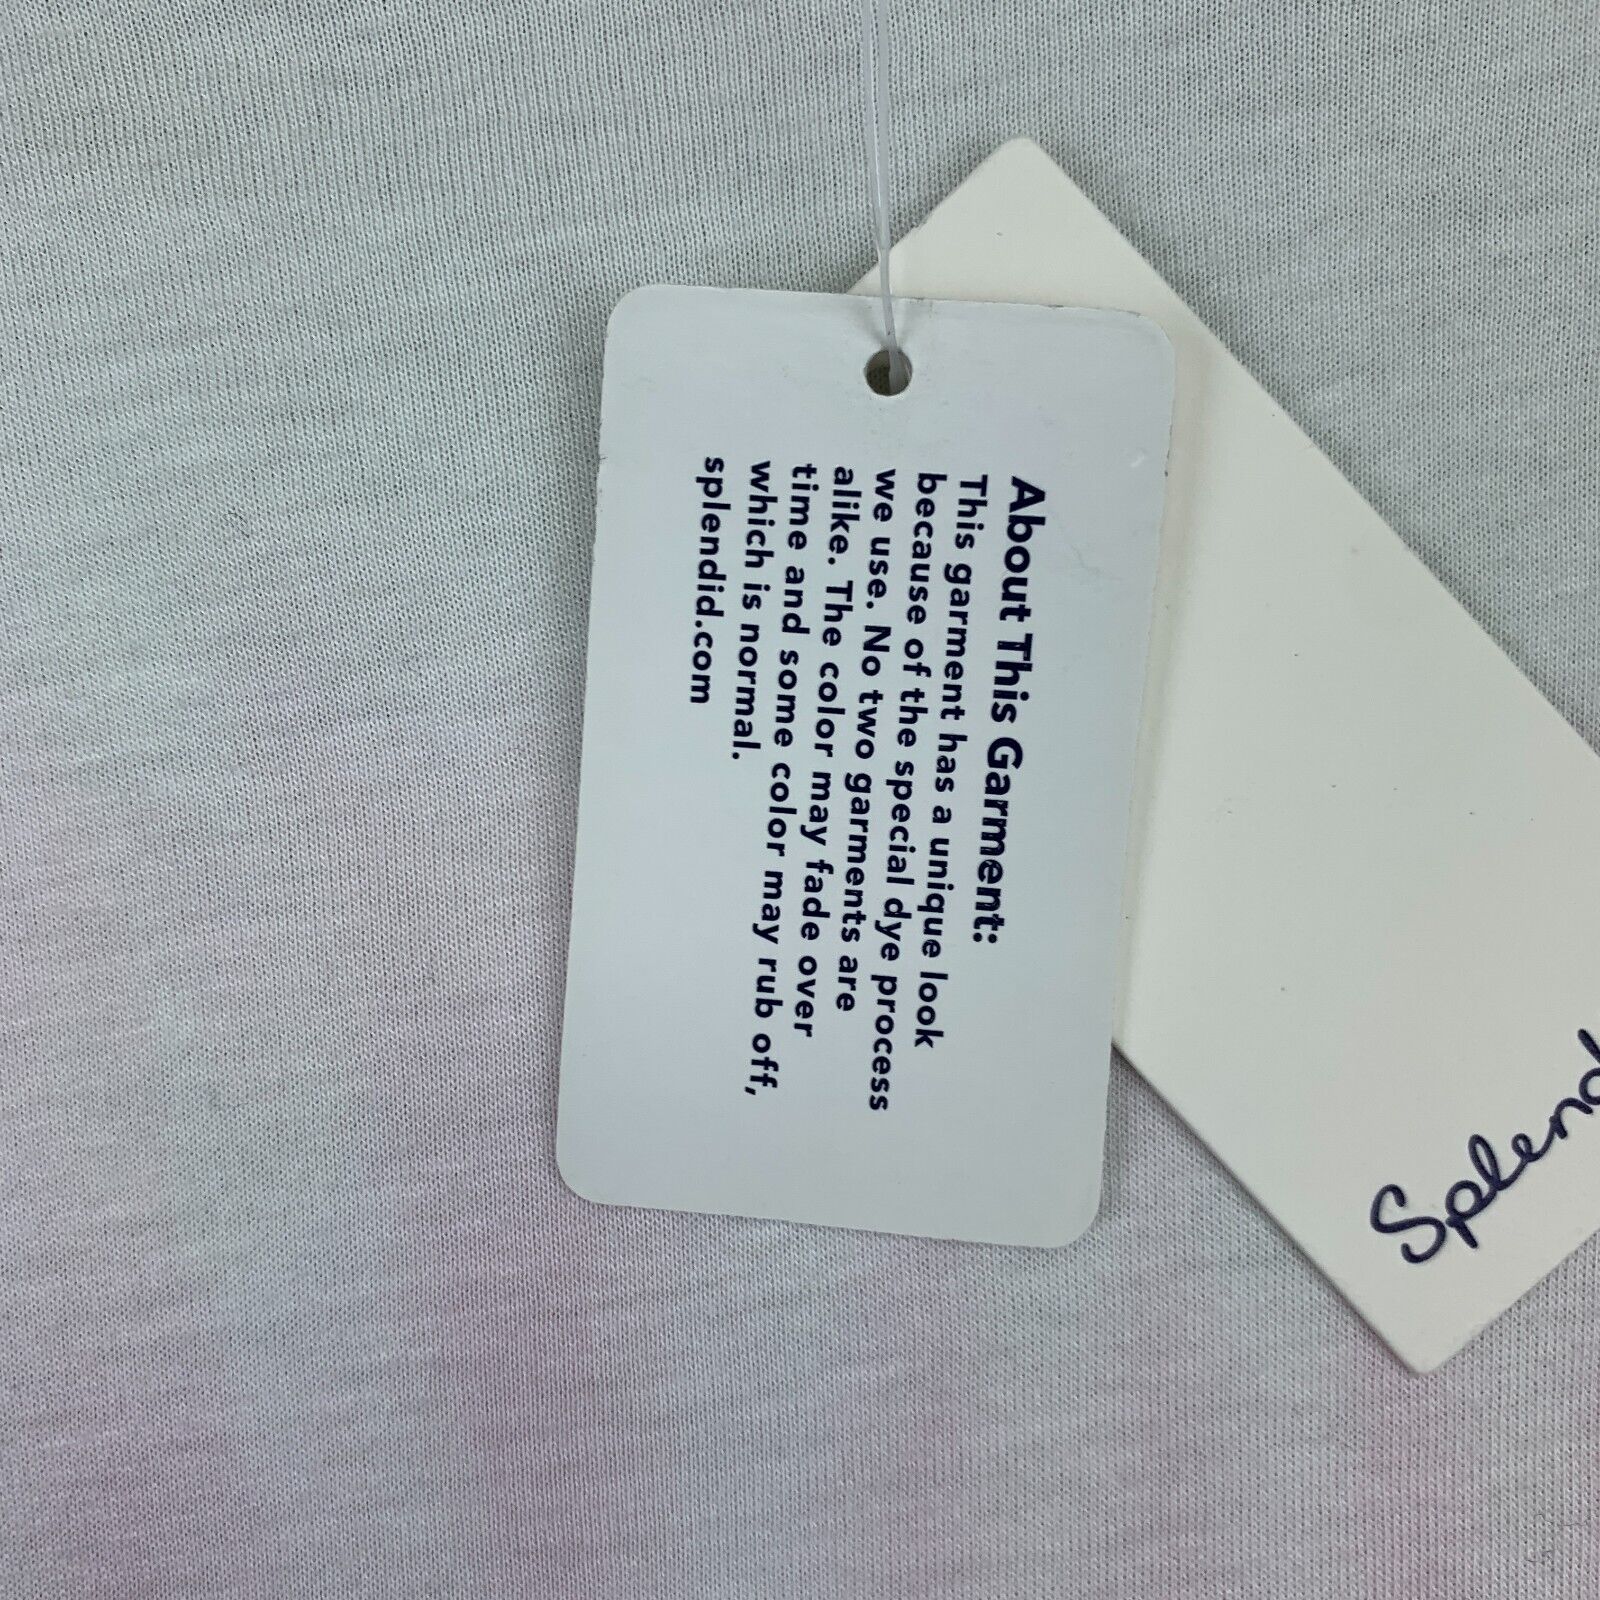 About This Garment:
This garment has a unique look
because of the special dye process
we use. No two garments are
alike. The color may fade over
time and some color may rub off,
which is normal.
splendid.com
Splend